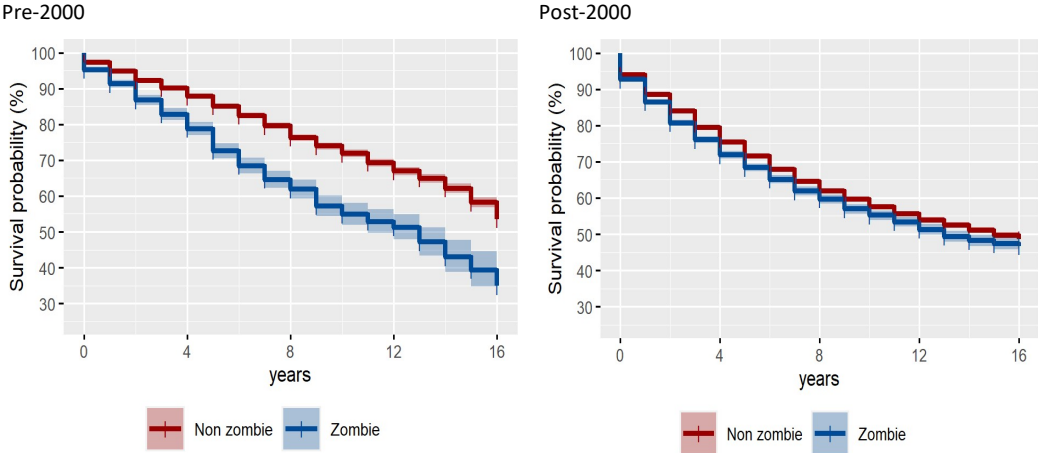 Pre-2000
Survival probability (%)
100
90
80
70
60
50
40
30
0 4 8 12 16
years
Non zombie Zombie
Post-2000
Survival probability (%)
100
90
80
70
60
50
40
30
0 4 8 12 16
years
Non zombie Zombie